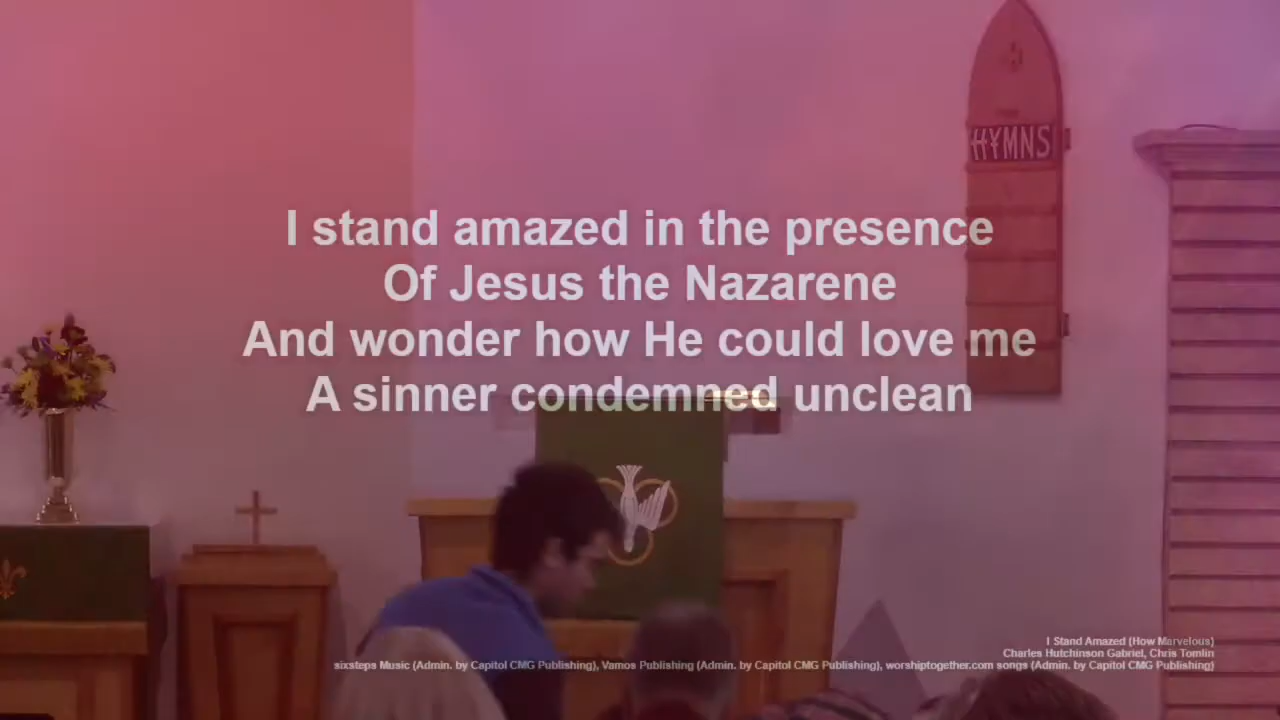 HYMNS
I stand amazed in the presence
Of Jesus the Nazarene
And wonder how He could love me
A sinner condemned unclean
I Stand Amazed (How Marvelous)
Charles Hutchinson Gabriel, Chris Tomlin
sixsteps Music (Admin. by Capitol CMG Publishing), Vamos Publishing (Admin. by Capitol CMG Publishing), worshiptogether.com songs (Admin. by Capitol CMG Publishing)